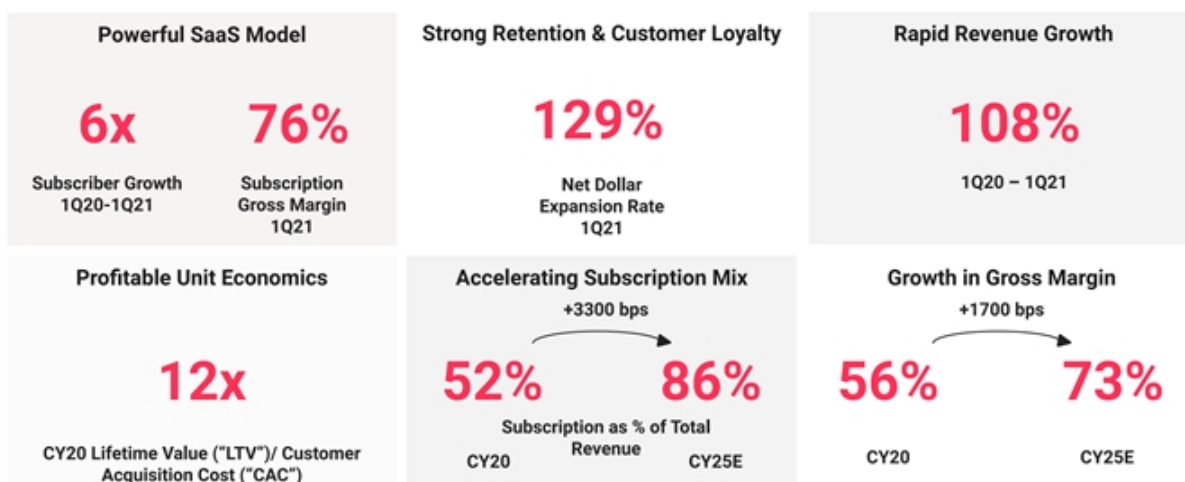 Powerful SaaS Model
6x
76%
Subscriber Growth
1Q20-1Q21
Subscription
Gross Margin
1Q21
Strong Retention & Customer Loyalty
129%
Net Dollar
Expansion Rate
1Q21
Rapid Revenue Growth
108%
1Q20 – 1Q21
Profitable Unit Economics
12x
CY20 Lifetime Value ("LTV")/ Customer
Acquisition Cost ("CAC")
Accelerating Subscription Mix
+3300 bps
52%
86%
Subscription as % of Total
Revenue
CY20
CY25E
Growth in Gross Margin
+1700 bps
56%
73%
CY20
CY25E